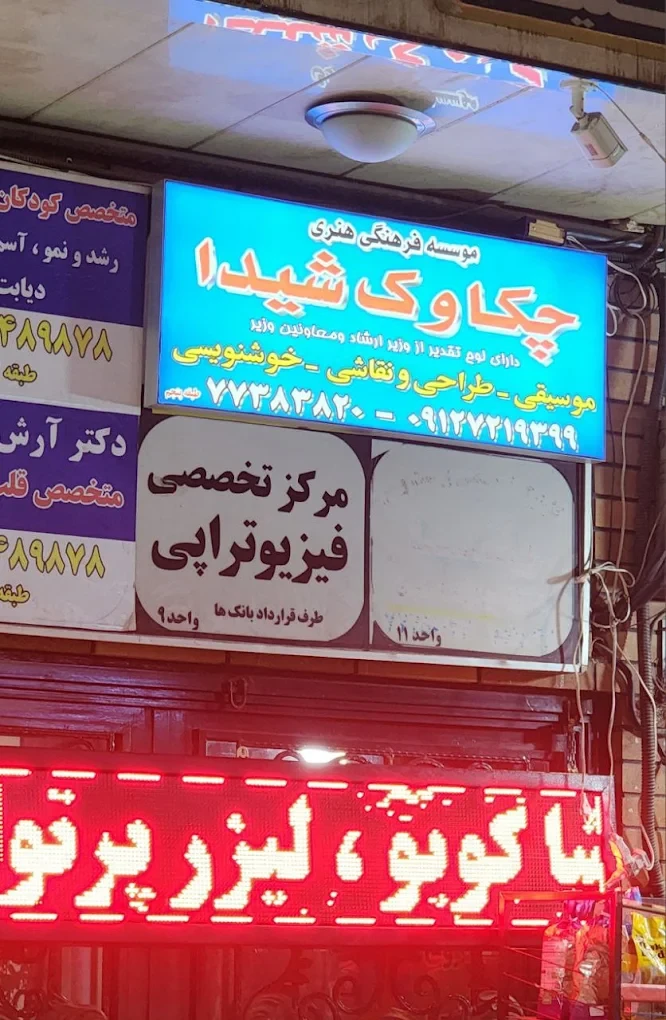 موسسه فرهنگی هنری
چکاوک شیدا
دارای لوح تقدیر از وزیر ارشاد ومعاونین وزیر
موسیقی - طراحی و نقاشی - خوشنویسی
۰۹۱۲۷۲۱۹۳۹۹ - ۷۷۳۸۳۸۲۰
متخصص کودکان
رشد و نمو ، آسم
دیابت
۴۸۹۸۷۸
طبقه
دکتر آرش
متخصص قلب
۴۸۹۸۷۸
طبقه
مرکز تخصصی
فیزیوتراپی
طرف قرارداد بانک ها
واحد ۹
واحد ۱۱
گویو ، لیزر پرتو